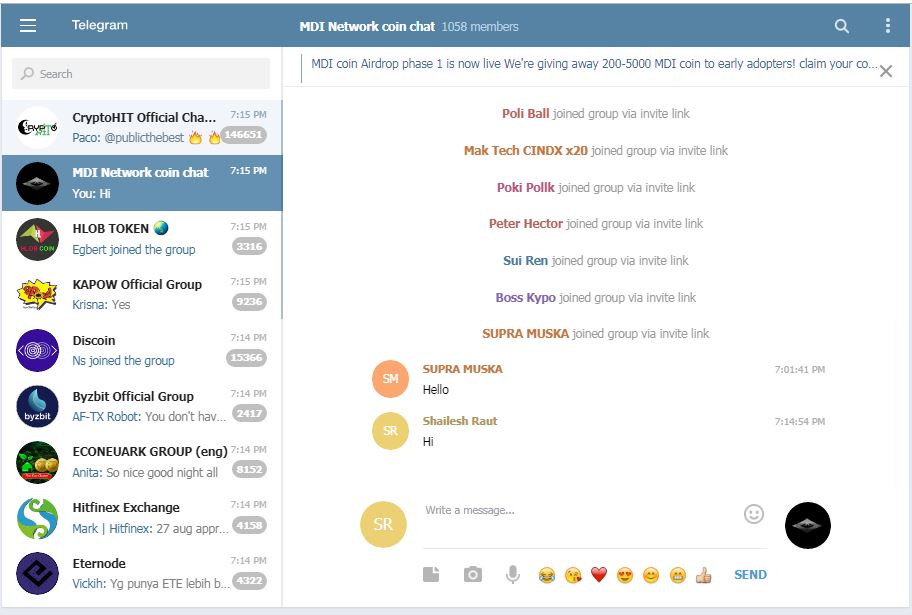 Telegram
MDI Network coin chat 1058 members
Search
MDI coin Airdrop phase 1 is now live We're giving away 200-5000 MDI coin to early adopters! claim your co...
CryptoHIT Official Cha... 7:15 PM
Paco: @publicthebest 🔥 🔥 146651
MDI Network coin chat 7:15 PM
You: Hi
HLOB TOKEN 🌏 7:15 PM
Egbert joined the group 3316
HLOB COIN
KAPOW Official Group 7:15 PM
Krisna: Yes 9236
Discoin 7:14 PM
Ns joined the group 15366
Byzbit Official Group 7:14 PM
AF-TX Robot: You don't hav... 2417
byzbit
ECONEUARK GROUP (eng) 7:14 PM
Anita: So nice good night all 8152
Hitfinex Exchange 7:14 PM
Mark | Hitfinex: 27 aug appr... 4158
Eternode 7:14 PM
Vickih: Yg punya ETE lebih b... 4322
Poli Ball joined group via invite link
Mak Tech CINDX x20 joined group via invite link
Poki Pollk joined group via invite link
Peter Hector joined group via invite link
Sui Ren joined group via invite link
Boss Kypo joined group via invite link
SUPRA MUSKA joined group via invite link
SM
SUPRA MUSKA 7:01:41 PM
Hello
SR
Shailesh Raut 7:14:54 PM
Hi
SR
Write a message...
😂 😘 ❤️ 😍 😊 😁 👍 SEND